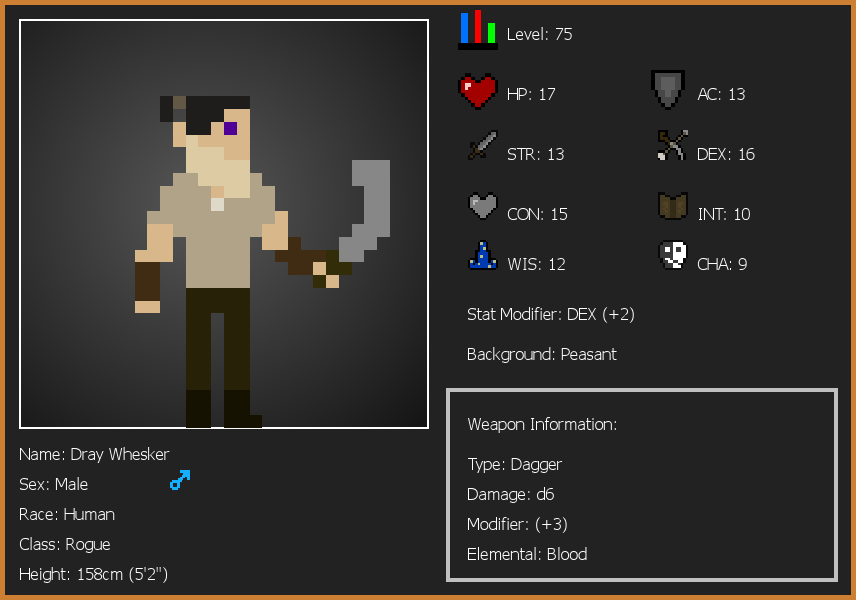 Level: 75
HP: 17
AC: 13
STR: 13
DEX: 16
CON: 15
INT: 10
WIS: 12
CHA: 9
Stat Modifier: DEX (+2)
Background: Peasant
Weapon Information:
Type: Dagger
Damage: d6
Modifier: (+3)
Elemental: Blood
Name: Dray Whesker
Sex: Male
Race: Human
Class: Rogue
Height: 158cm (5'2")